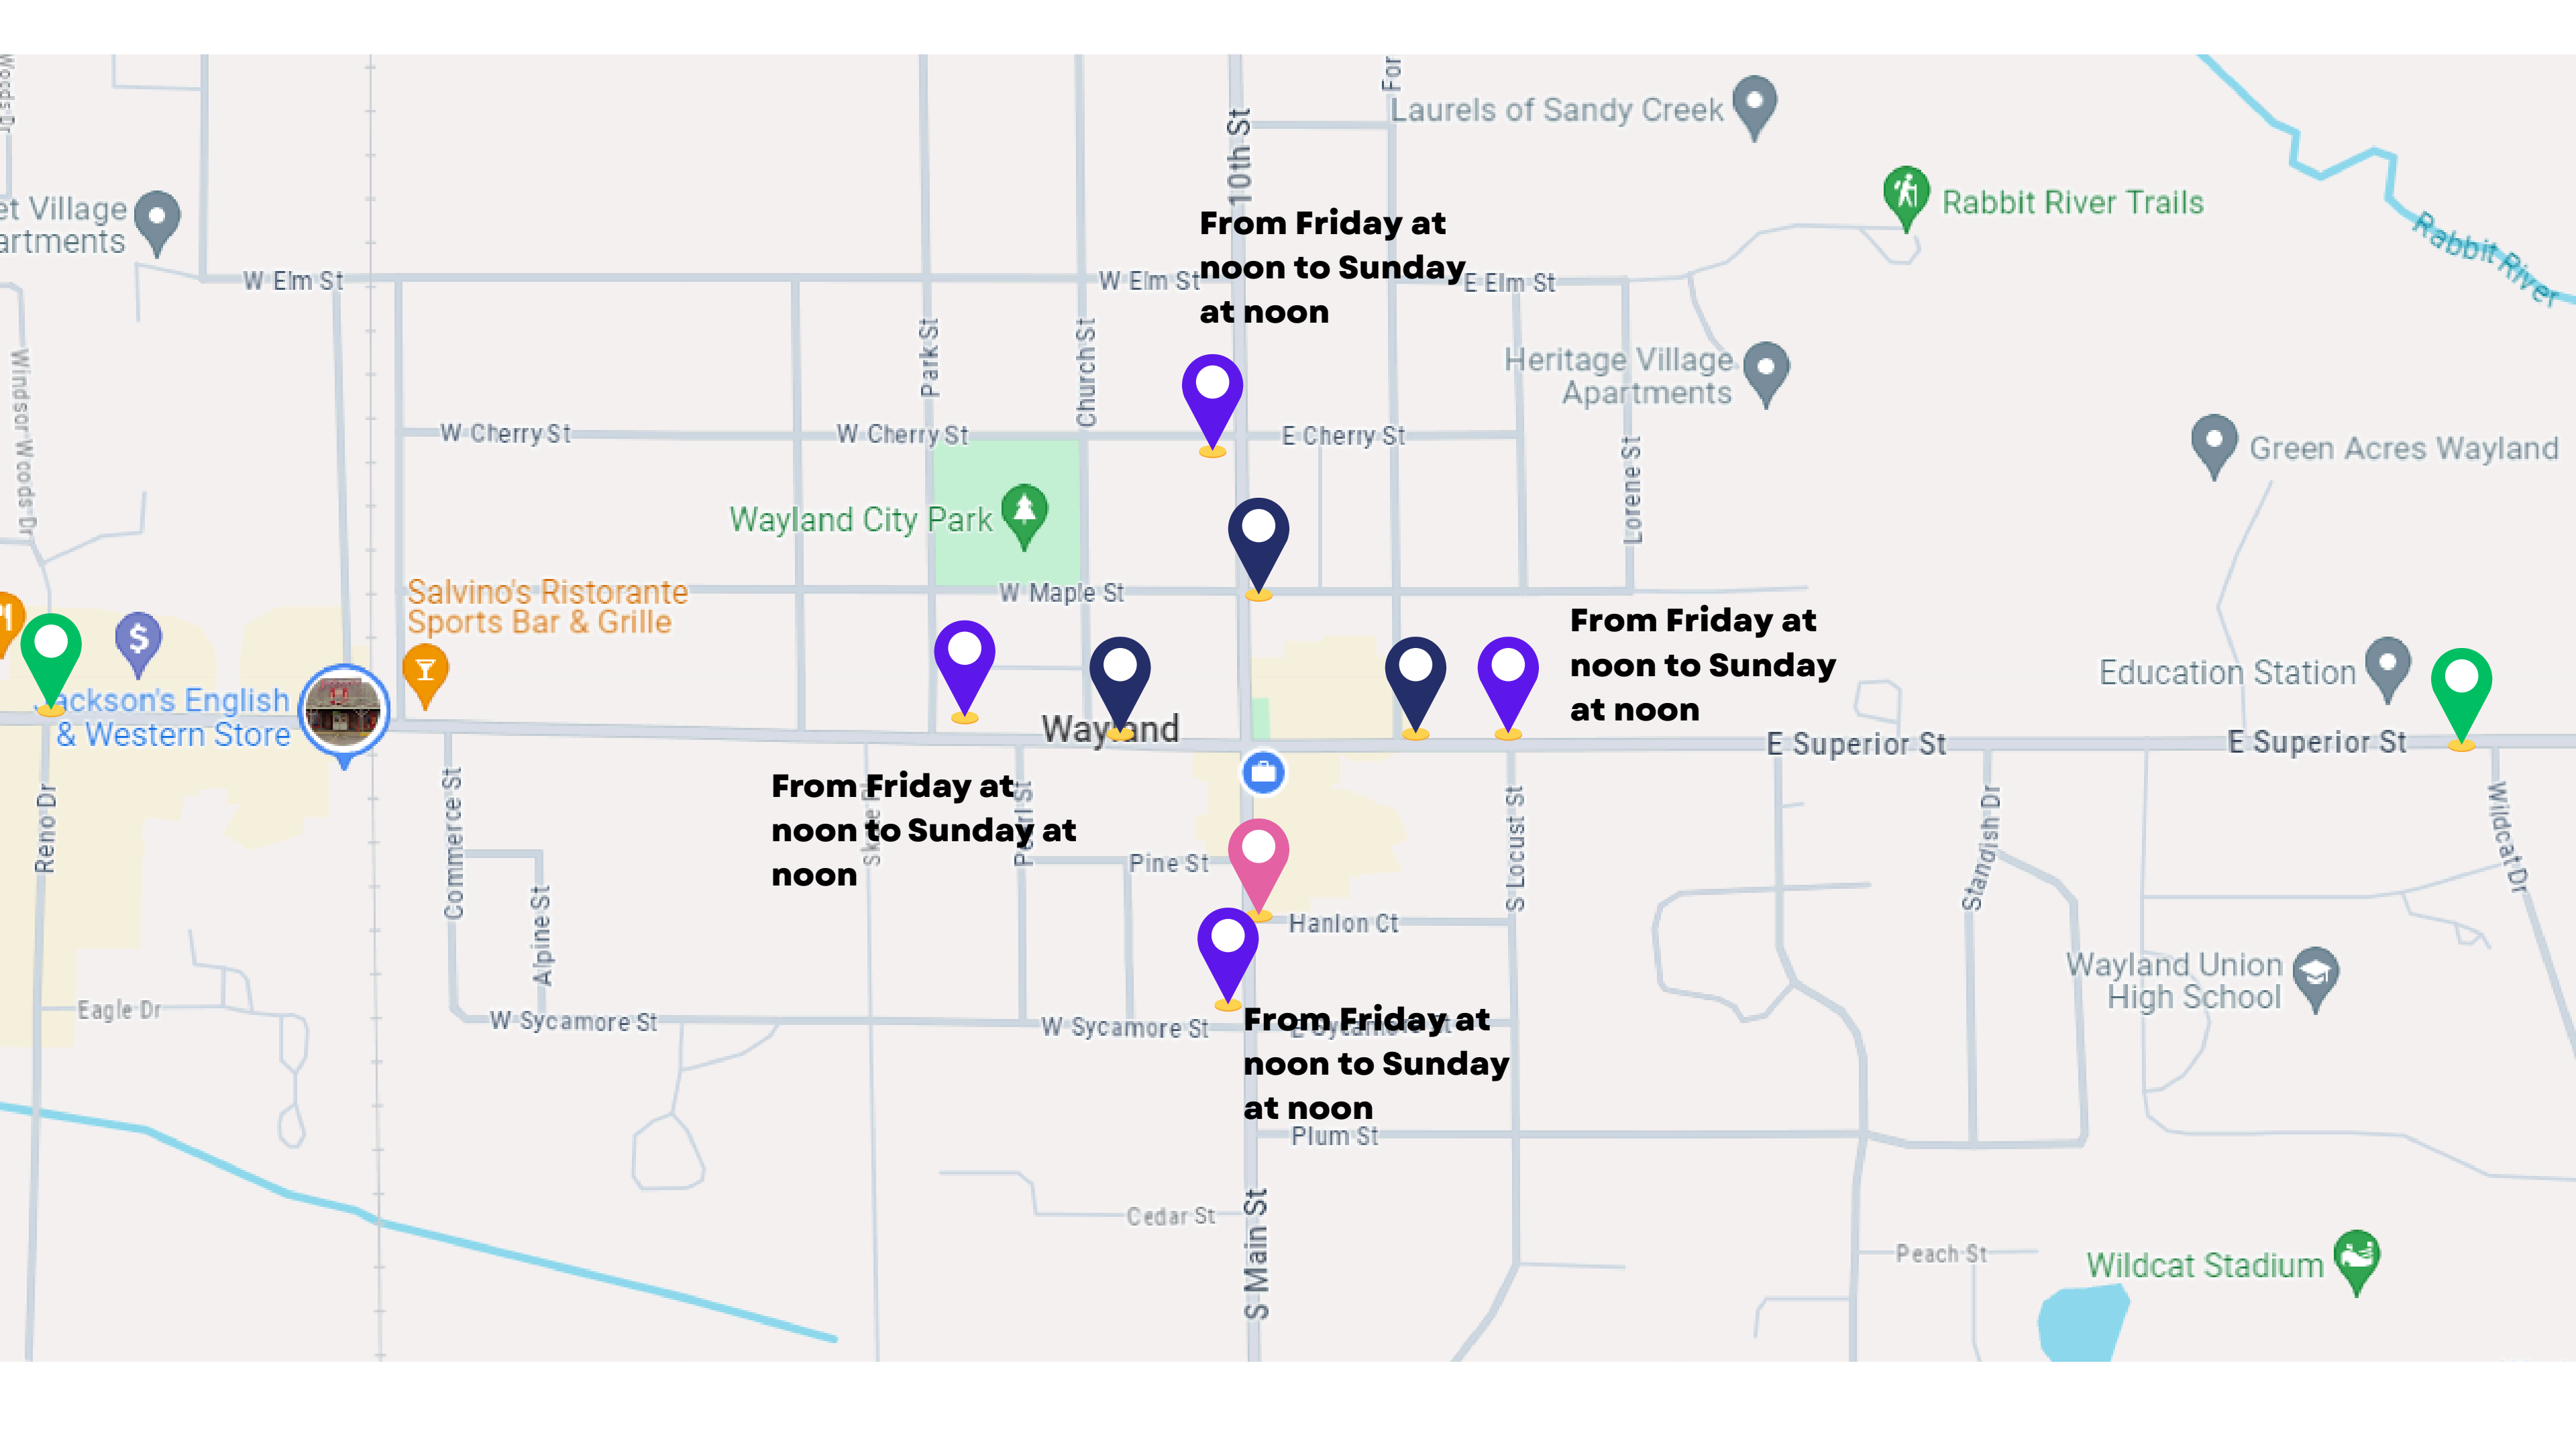 Woods Dr
10th St
For
Laurels of Sandy Creek
Rabbit River Trails
Rabbit River
et Village
artments
From Friday at
noon to Sunday
at noon
W Elm St
W Elm St
E Elm St
Windsor Woods Dr
Park St
Church St
Heritage Village
Apartments
W Cherry St
W Cherry St
E Cherry St
Lorene St
Green Acres Wayland
Wayland City Park
Salvino's Ristorante
Sports Bar & Grille
W Maple St
From Friday at
noon to Sunday
at noon
Education Station
$
ackson's English
& Western Store
Wayland
E Superior St
E Superior St
Reno Dr
Commerce St
Alpine St
From Friday at
noon to Sunday at
noon
Pine St
S Locust St
Standish Dr
Wildcat Dr
Hanlon Ct
Wayland Union
High School
Eagle Dr
W Sycamore St
W Sycamore St
From Friday at
noon to Sunday
at noon
Plum St
Cedar St
S Main St
Peach St
Wildcat Stadium